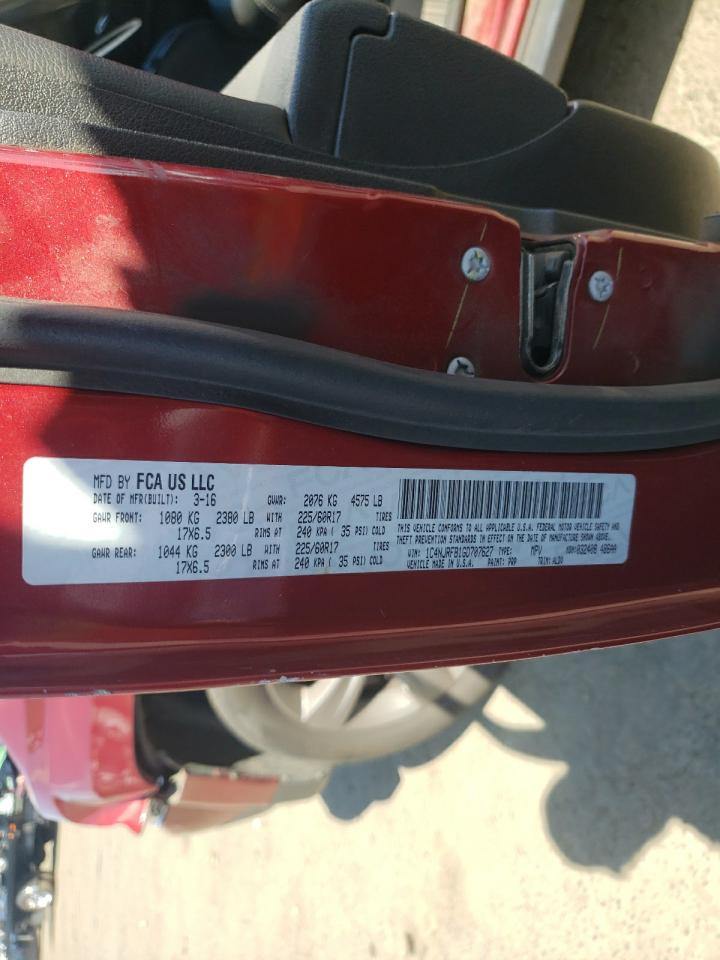 MFD BY FCA US LLC
DATE OF MFR(BUILT): 3-16 GVWR: 2076 KG 4575 LB
GAWR FRONT: 1080 KG 2380 LB WITH 225/60R17 TIRES
17X6.5 RIMS AT 240 KPA ( 35 PSI) COLD
GAWR REAR: 1044 KG 2300 LB WITH 225/60R17 TIRES
17X6.5 RIMS AT 240 KPA ( 35 PSI) COLD
THIS VEHICLE CONFORMS TO ALL APPLICABLE U.S.A. FEDERAL MOTOR VEHICLE SAFETY AND
THEFT PREVENTION STANDARDS IN EFFECT ON THE DATE OF MANUFACTURE SHOWN ABOVE.
VIN: 1C4NJRFB1GD707627 TYPE: MPV MDH:
VEHICLE MADE IN U.S.A. PAINT: PRP TRIM: